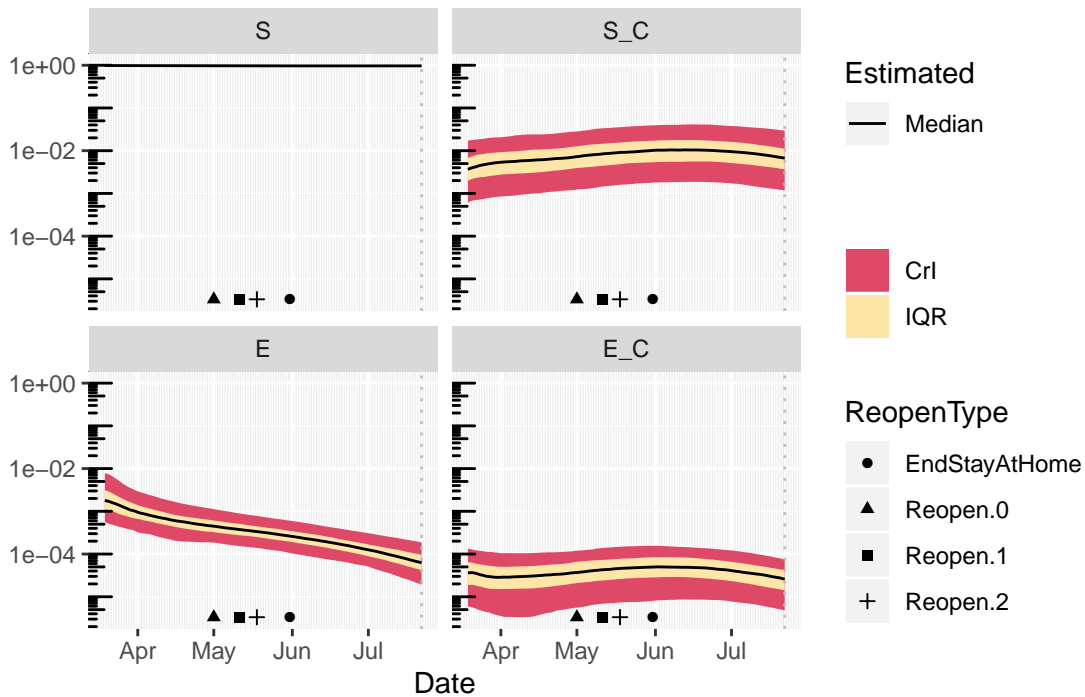 S
S_C
1e+00
1e−02
1e−04
E
E_C
1e+00
1e−02
1e−04
Apr
May
Jun
Jul
Apr
May
Jun
Jul
Date
Estimated
Median
CrI
IQR
ReopenType
EndStayAtHome
Reopen.0
Reopen.1
Reopen.2